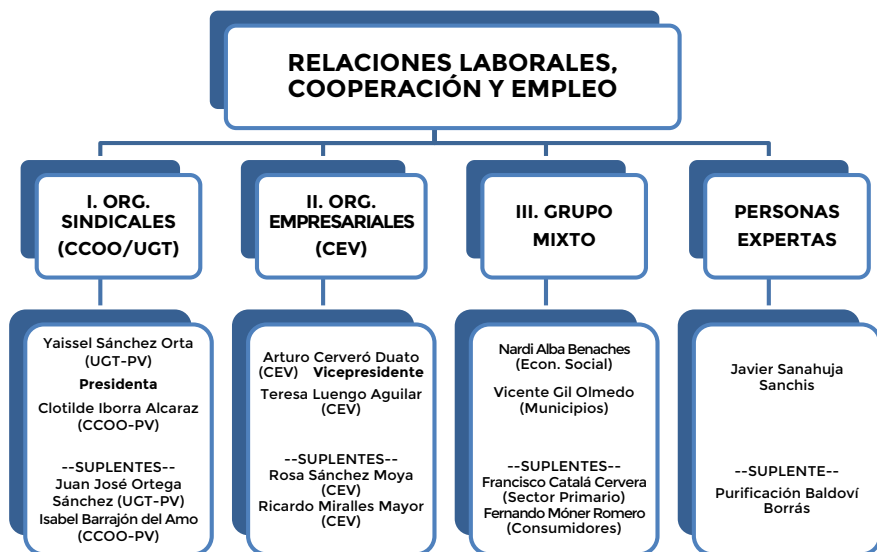 RELACIONES LABORALES,
COOPERACIÓN Y EMPLEO
I. ORG.
SINDICALES
(CCOO/UGT)
II. ORG.
EMPRESARIALES
(CEV)
III. GRUPO
MIXTO
PERSONAS
EXPERTAS
Yaissel Sánchez Orta
(UGT-PV)
Presidenta
Clotilde Iborra Alcaraz
(CCOO-PV)
--SUPLENTES--
Juan José Ortega
Sánchez (UGT-PV)
Isabel Barrajón del Amo
(CCOO-PV)
Arturo Cerveró Duato
(CEV) Vicepresidente
Teresa Luengo Aguilar
(CEV)
--SUPLENTES--
Rosa Sánchez Moya
(CEV)
Ricardo Miralles Mayor
(CEV)
Nardi Alba Benaches
(Econ. Social)
Vicente Gil Olmedo
(Municipios)
--SUPLENTES--
Francisco Catalá Cervera
(Sector Primario)
Fernando Móner Romero
(Consumidores)
Javier Sanahuja
Sanchis
--SUPLENTE--
Purificación Baldoví
Borrás